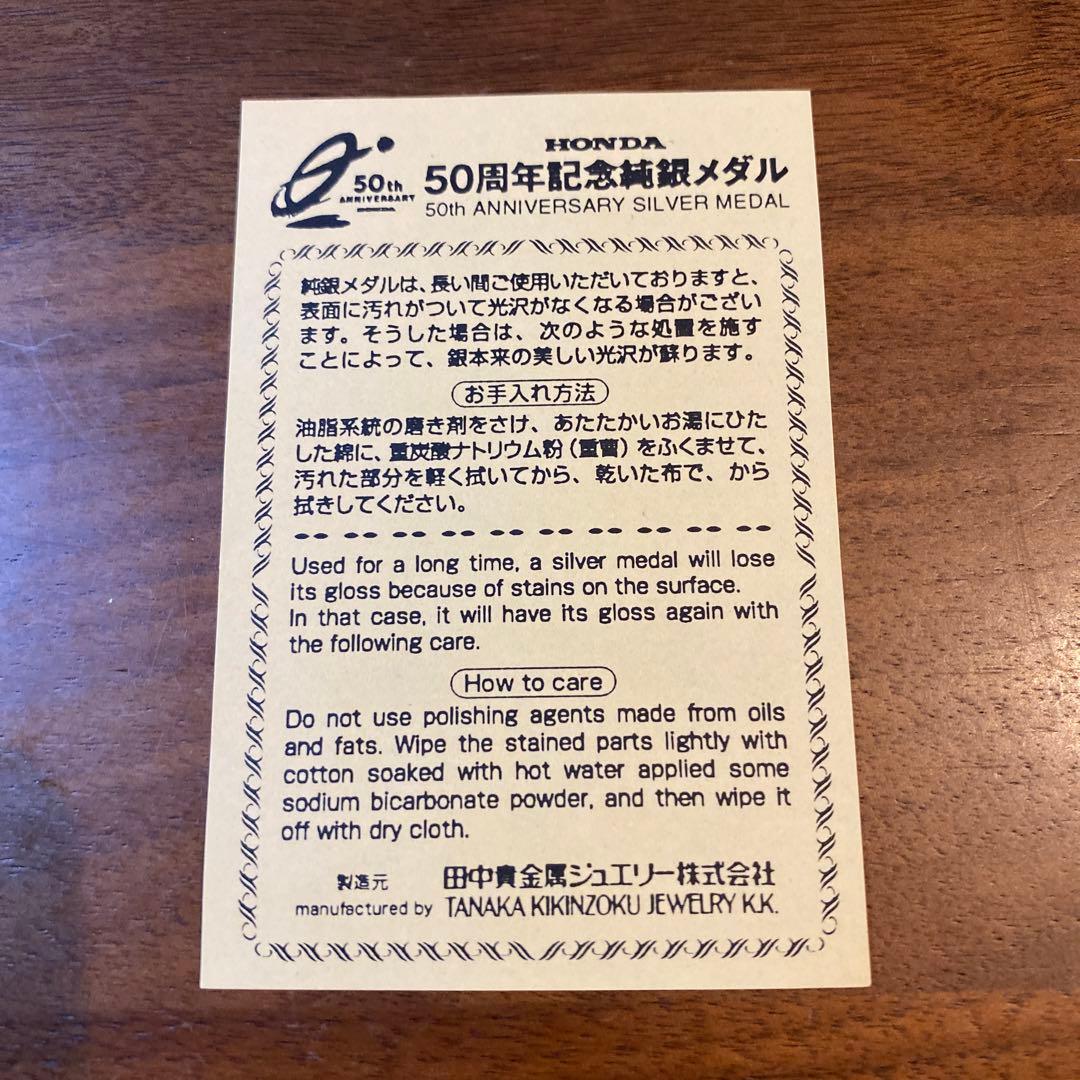 50th
ANNIVERSARY
HONDA
HONDA
50周年記念純銀メダル
50th ANNIVERSARY SILVER MEDAL
純銀メダルは、長い間ご使用いただいておりますと、
表面に汚れがついて光沢がなくなる場合がござい
ます。そうした場合は、次のような処置を施す
ことによって、銀本来の美しい光沢が蘇ります。
お手入れ方法
油脂系統の磨き剤をさけ、あたたかいお湯にひた
した綿に、重炭酸ナトリウム粉(重曹)をふくませて、
汚れた部分を軽く拭いてから、乾いた布で、から
拭きしてください。
Used for a long time, a silver medal will lose
its gloss because of stains on the surface.
In that case, it will have its gloss again with
the following care.
How to care
Do not use polishing agents made from oils
and fats. Wipe the stained parts lightly with
cotton soaked with hot water applied some
sodium bicarbonate powder, and then wipe it
off with dry cloth.
製造元 田中貴金属ジュエリー株式会社
manufactured by TANAKA KIKINZOKU JEWELRY K.K.